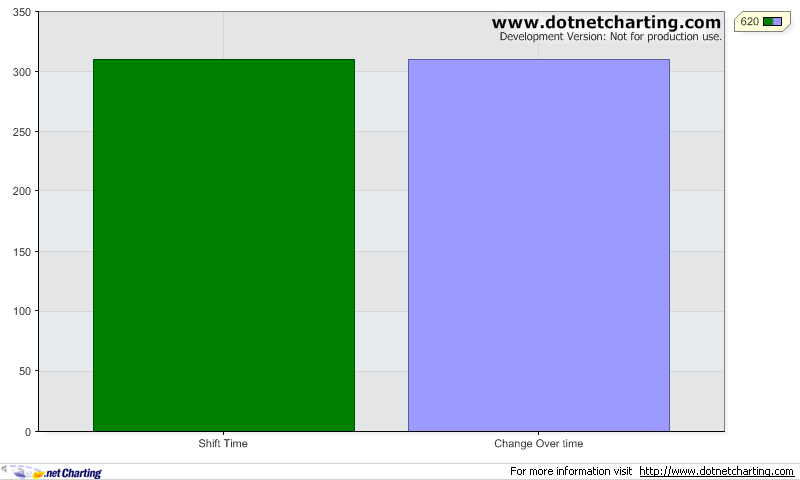 350
www.dotnetcharting.com
Development Version: Not for production use.
620
300
250
200
150
100
50
0
Shift Time
Change Over time
.net Charting
For more information visit http://www.dotnetcharting.com